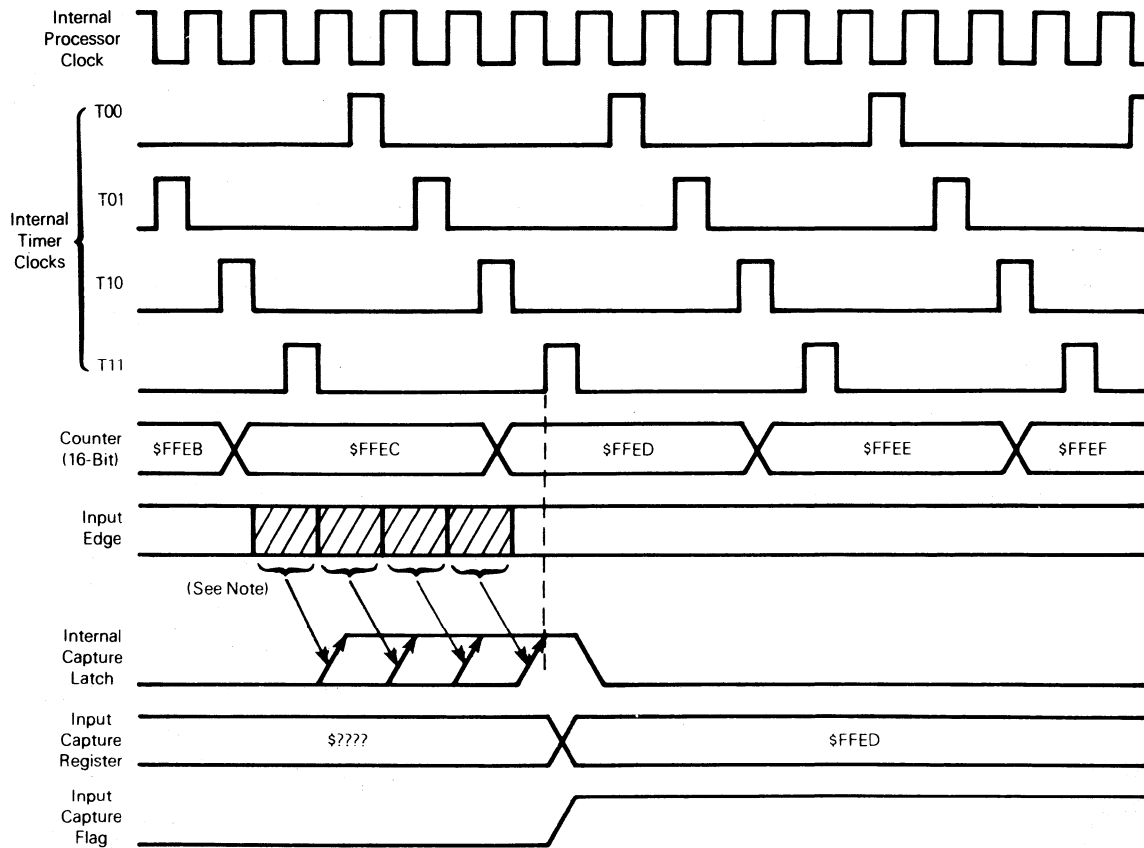 Internal
Processor
Clock
T00
T01
Internal
Timer
Clocks
T10
T11
Counter
(16-Bit)
$FFEB
$FFEC
$FFED
$FFEE
$FFEF
Input
Edge
(See Note)
Internal
Capture
Latch
Input
Capture
Register
$????
$FFED
Input
Capture
Flag